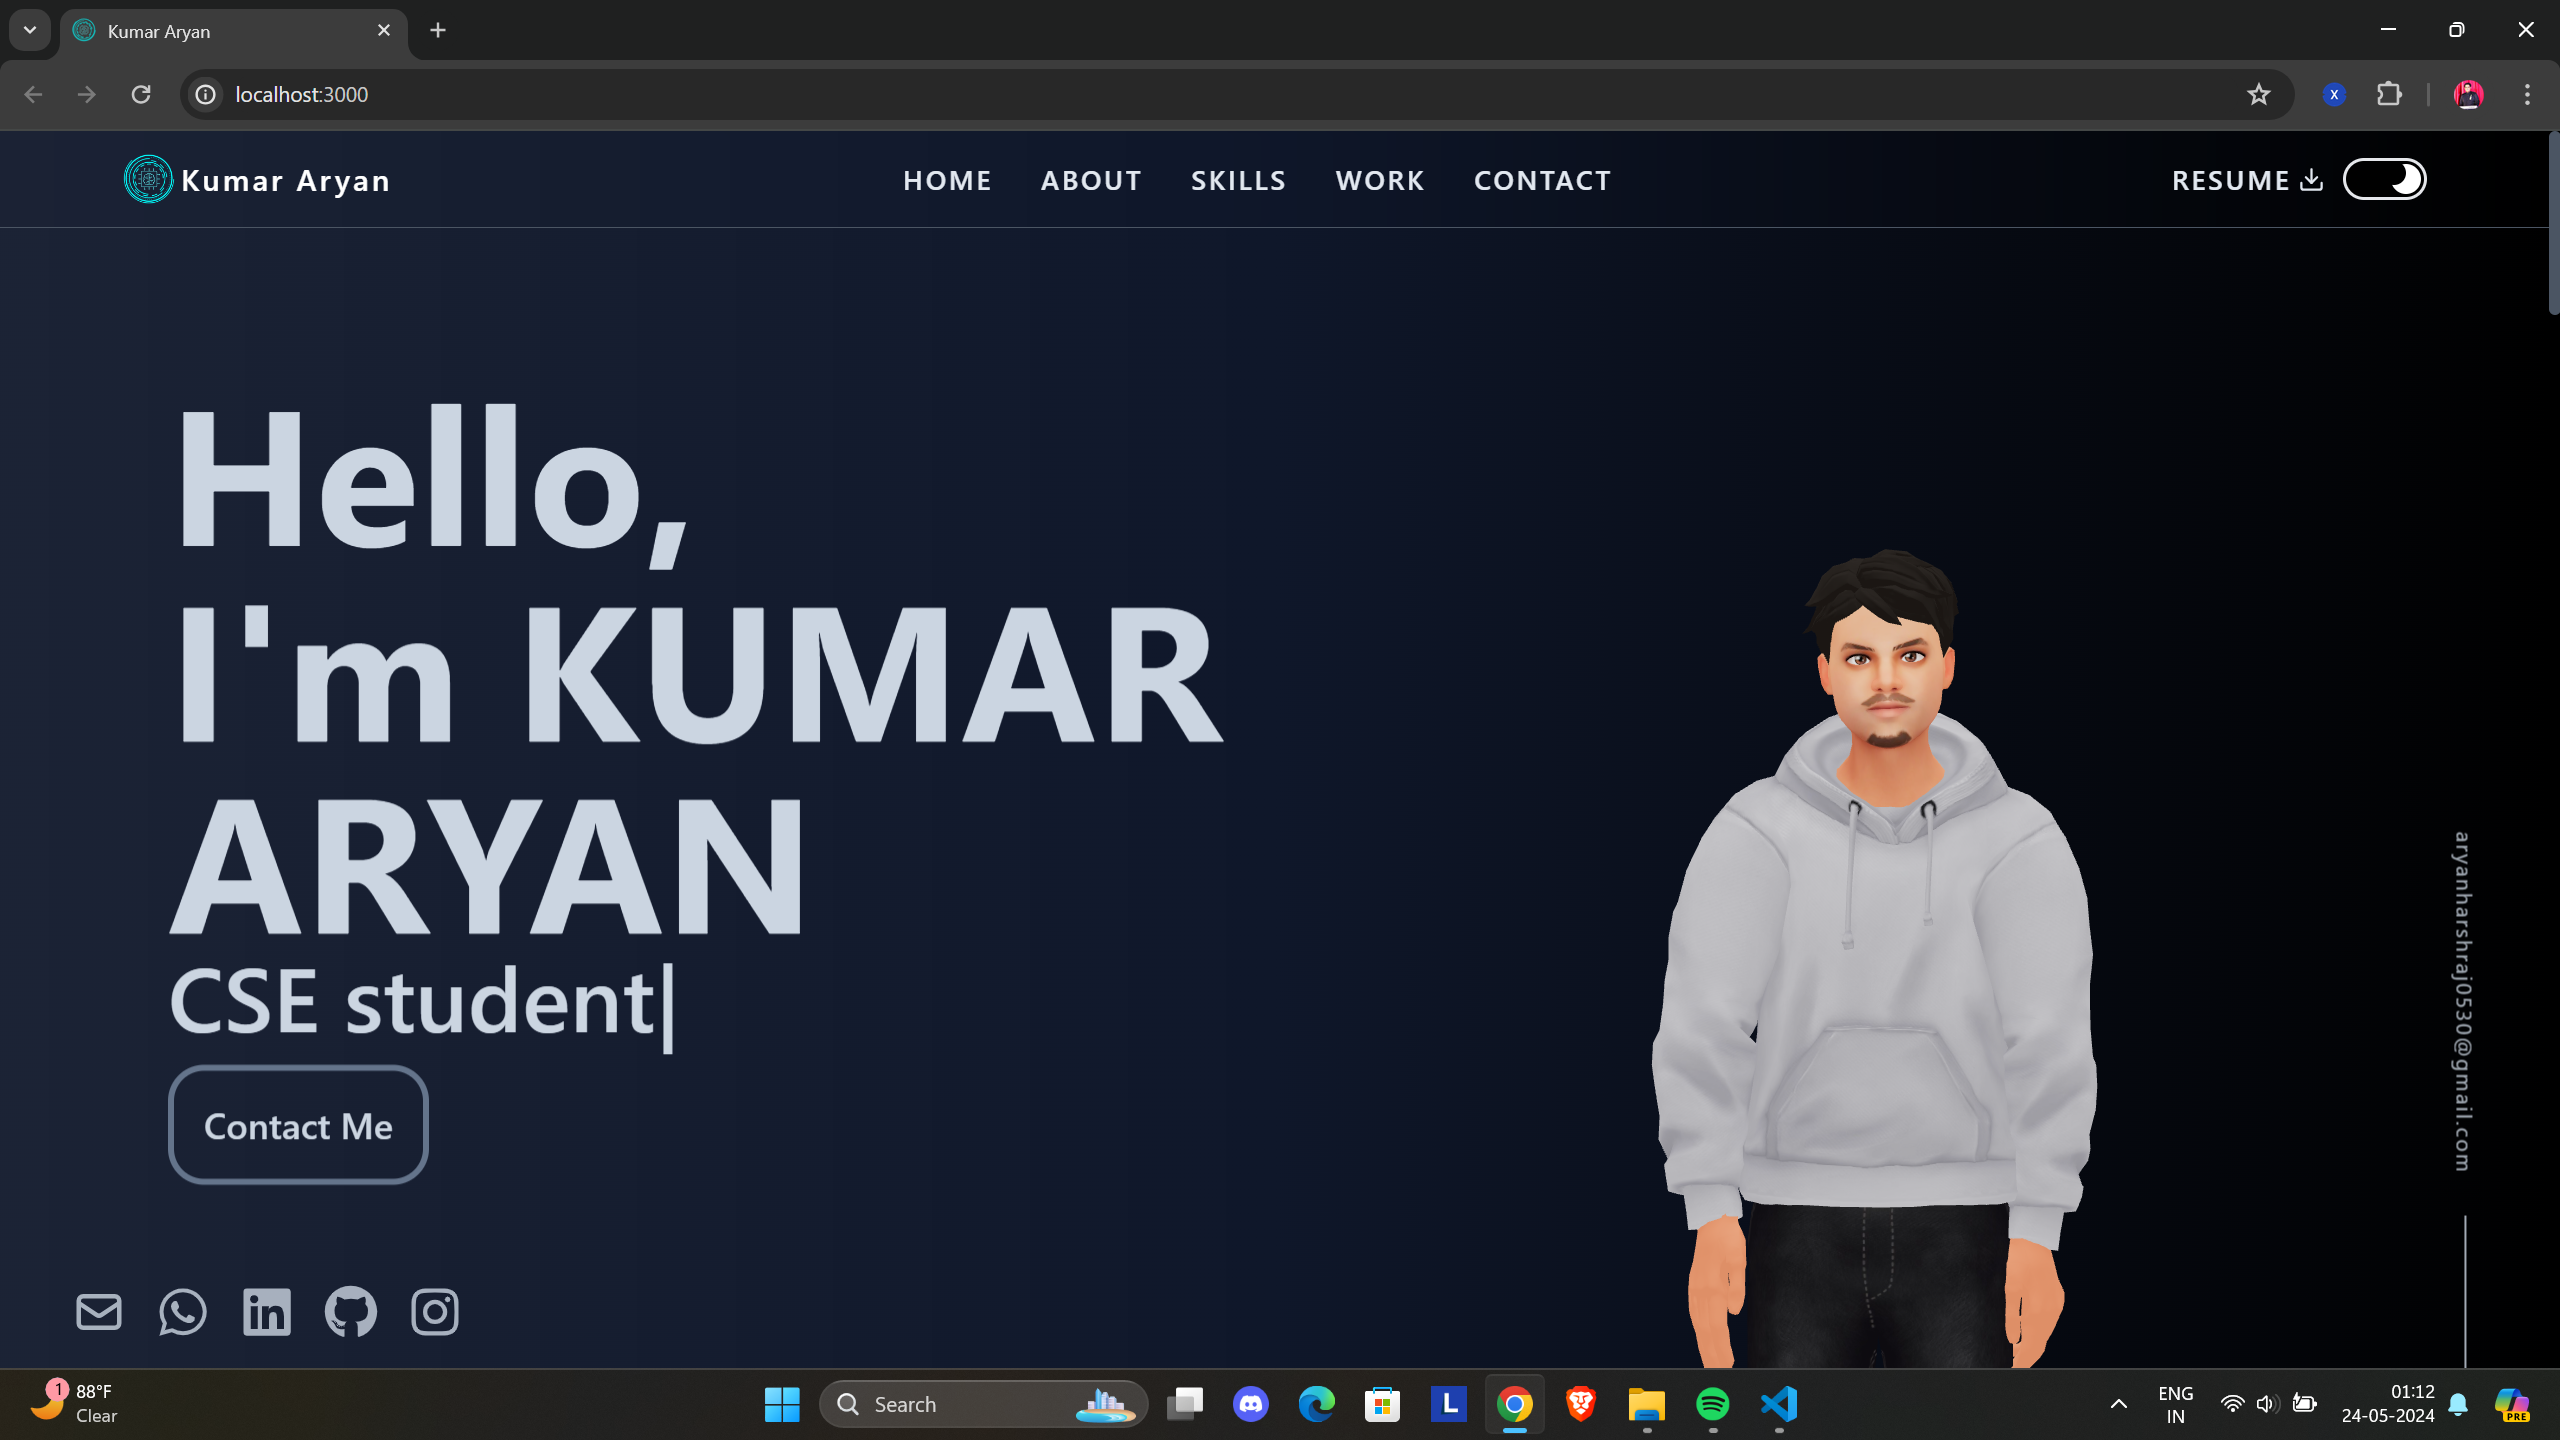 Kumar Aryan
localhost:3000
X
Kumar Aryan
HOME ABOUT SKILLS WORK CONTACT
RESUME
Hello,
I'm KUMAR
ARYAN
CSE student|
Contact Me
aryanharshraj0530@gmail.com
1
88°F
Clear
Search
L
ENG
IN
01:12
24-05-2024
PRE